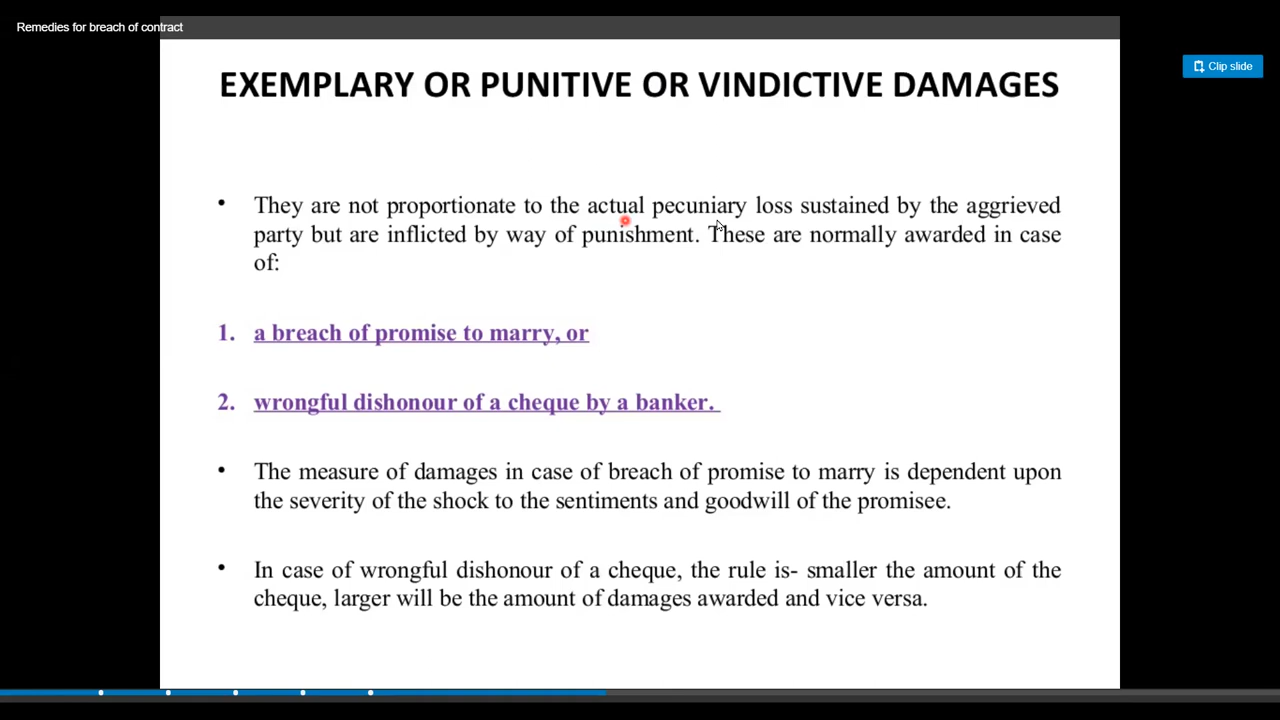 Remedies for breach of contract
Clip slide
EXEMPLARY OR PUNITIVE OR VINDICTIVE DAMAGES
• They are not proportionate to the actual pecuniary loss sustained by the aggrieved
party but are inflicted by way of punishment. These are normally awarded in case
of:
1. a breach of promise to marry, or
2. wrongful dishonour of a cheque by a banker.
• The measure of damages in case of breach of promise to marry is dependent upon
the severity of the shock to the sentiments and goodwill of the promisee.
• In case of wrongful dishonour of a cheque, the rule is- smaller the amount of the
cheque, larger will be the amount of damages awarded and vice versa.